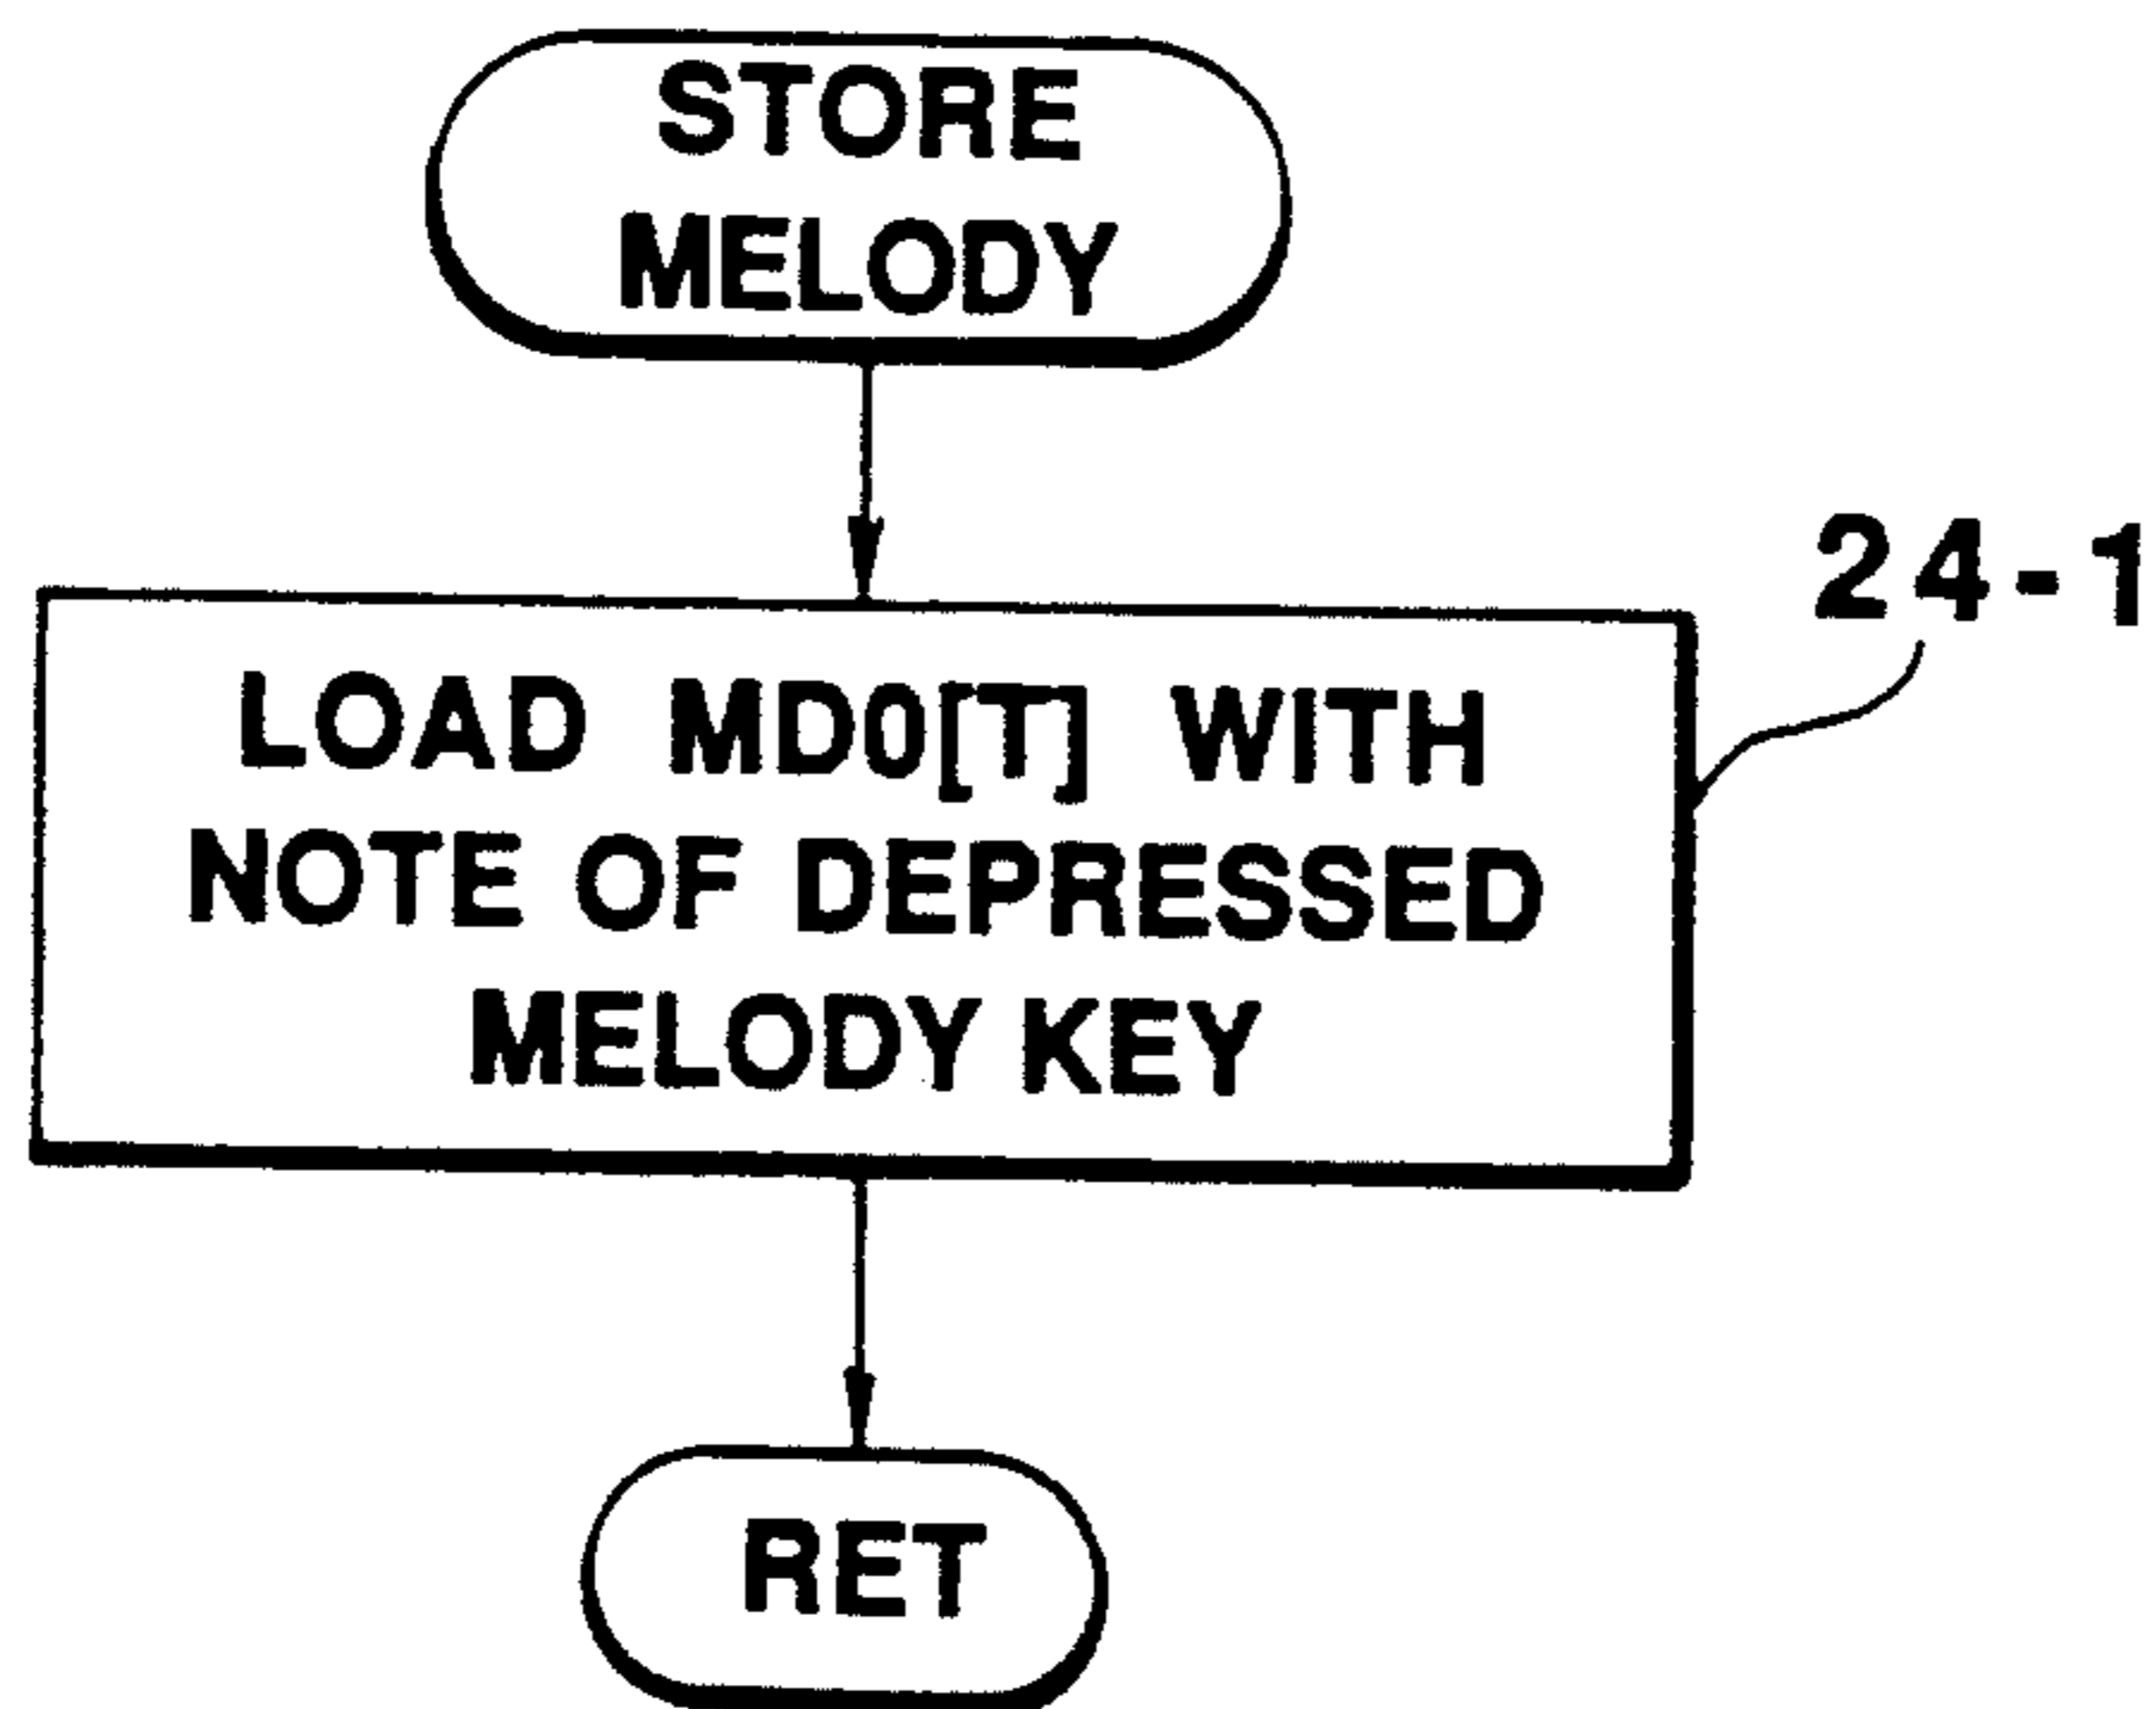 STORE
MELODY
24-1
LOAD MD0[T] WITH
NOTE OF DEPRESSED
MELODY KEY
RET